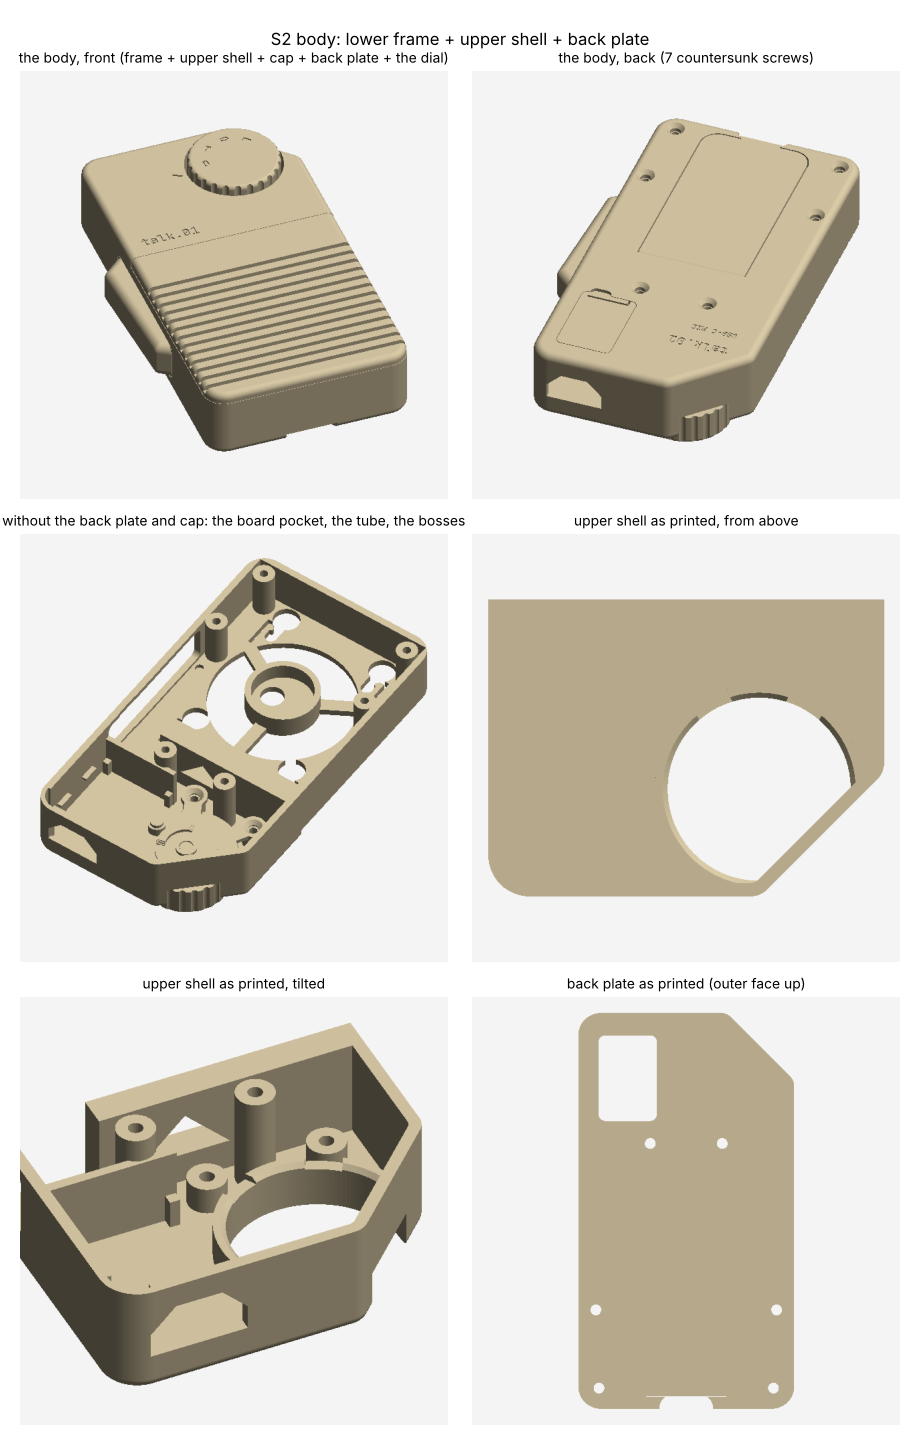 S2 body: lower frame + upper shell + back plate
the body, front (frame + upper shell + cap + back plate + the dial)
the body, back (7 countersunk screws)
talk.01
talk.01
without the back plate and cap: the board pocket, the tube, the bosses
upper shell as printed, from above
upper shell as printed, tilted
back plate as printed (outer face up)